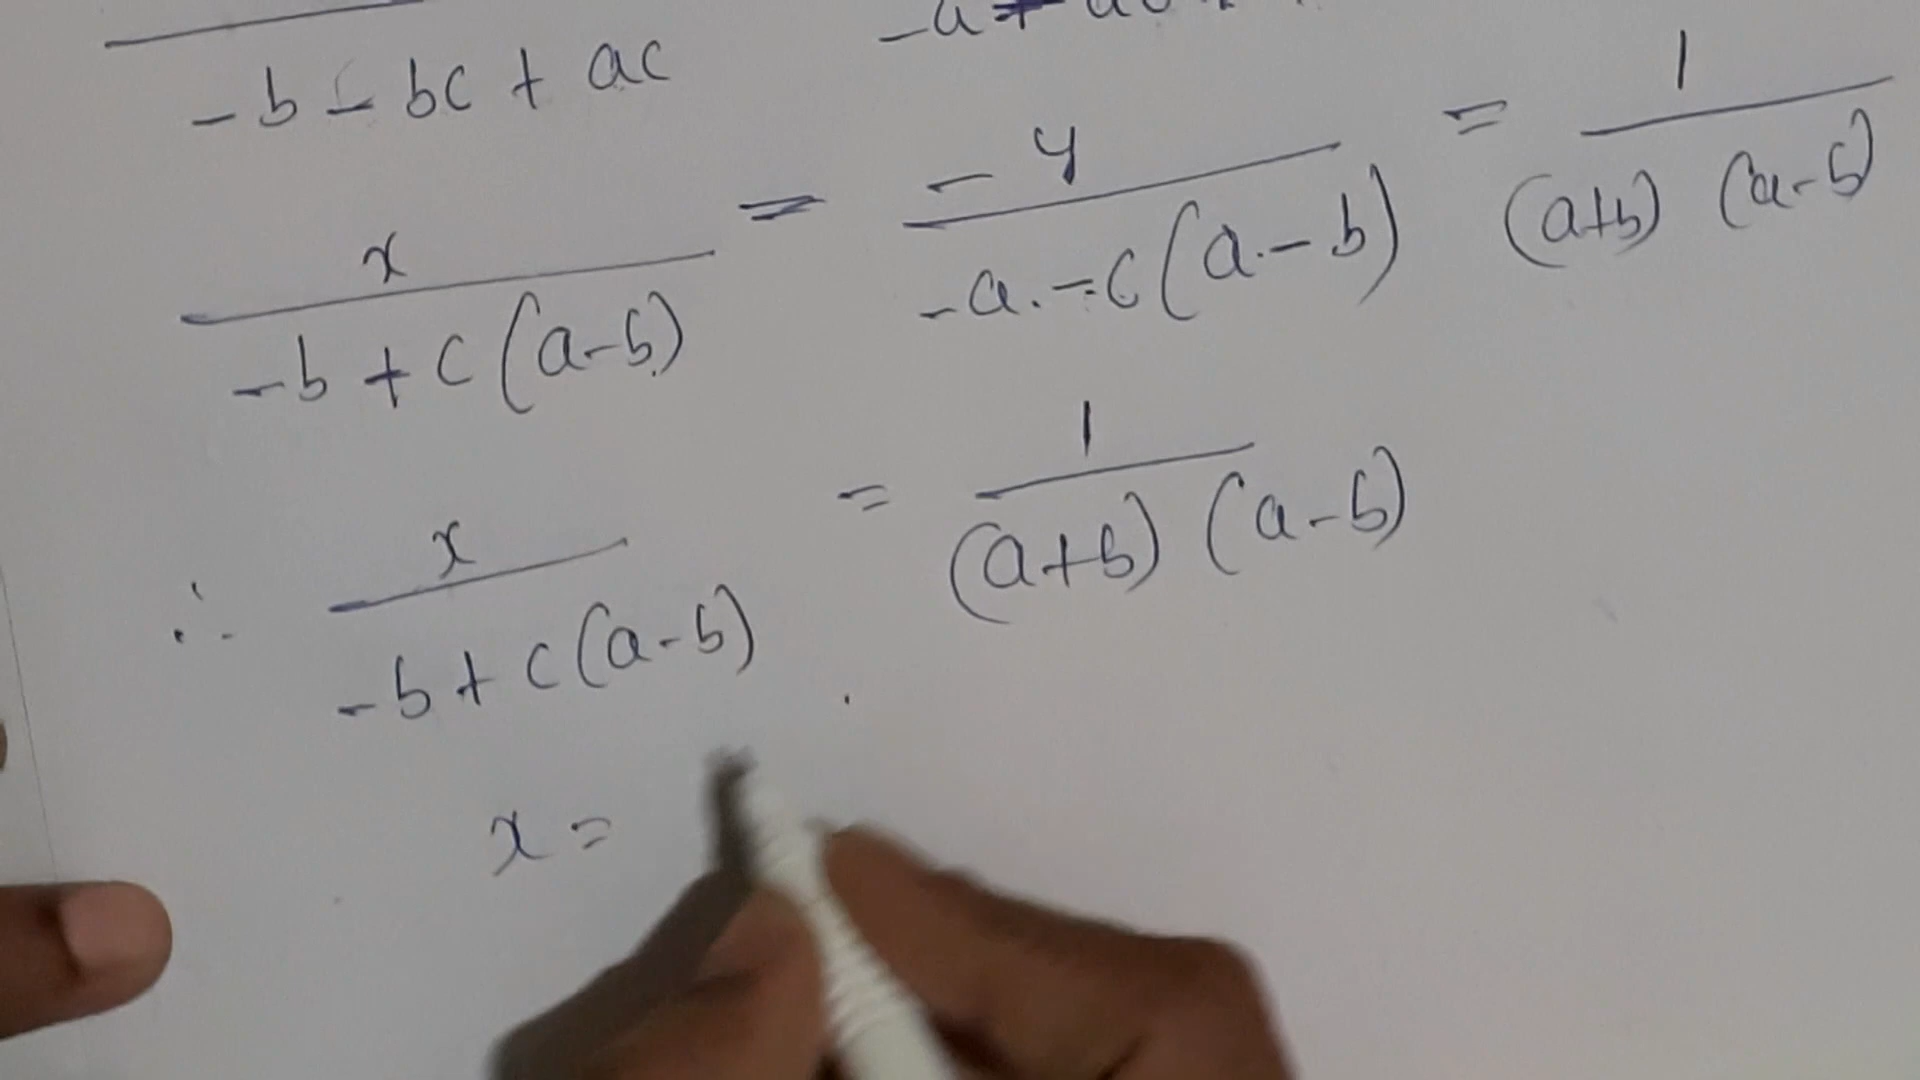 -b - bc + ac
x / -b + c(a-b) = -y / -a - c(a-b) = 1 / (a+b) (a-b)
∴ x / -b + c(a-b) = 1 / (a+b) (a-b)
x =